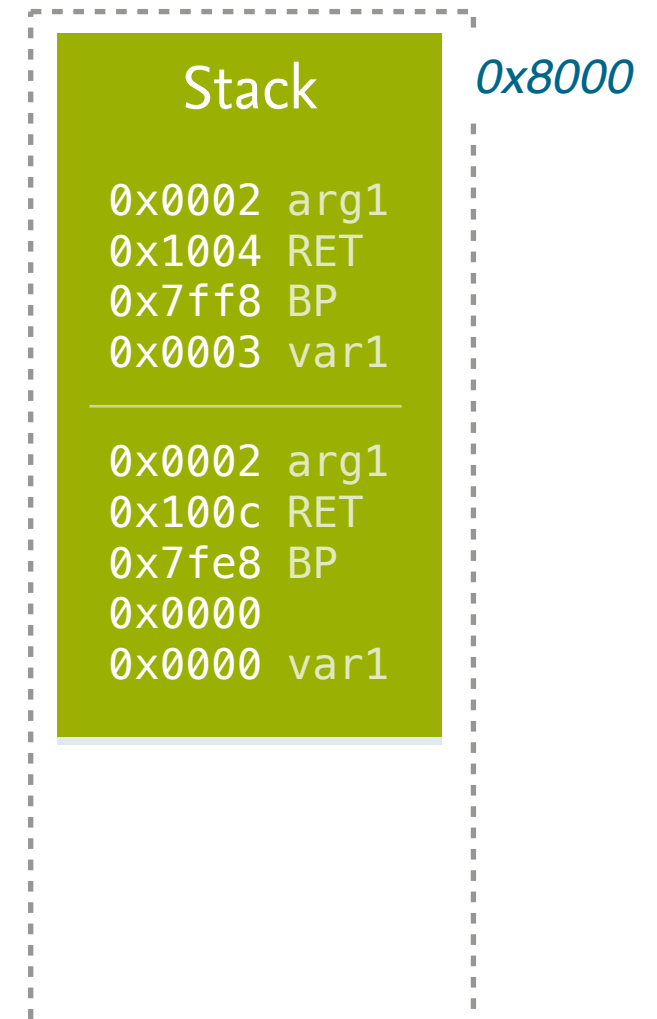 Stack
0x8000
0x0002 arg1
0x1004 RET
0x7ff8 BP
0x0003 var1
0x0002 arg1
0x100c RET
0x7fe8 BP
0x0000
0x0000 var1